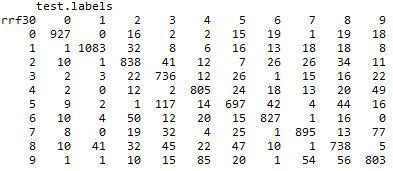 test.labels
rrf30 0 1 2 3 4 5 6 7 8 9
0 927 0 16 2 2 15 19 1 19 18
1 1 1083 32 8 6 16 13 18 18 8
2 10 1 838 41 12 7 26 26 34 11
3 2 3 22 736 12 26 1 15 16 22
4 2 0 12 2 805 24 18 13 20 49
5 9 2 1 117 14 697 42 4 44 16
6 10 4 50 12 20 15 827 1 16 0
7 8 0 19 32 4 25 1 895 13 77
8 10 41 32 45 22 47 10 1 738 5
9 1 1 10 15 85 20 1 54 56 803